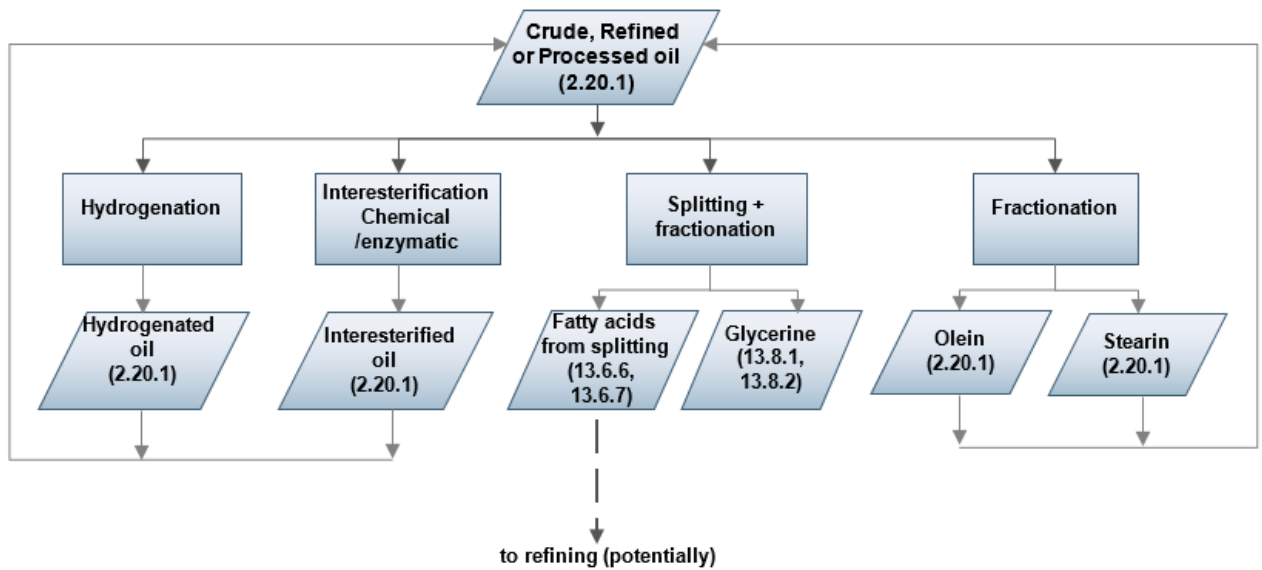 Crude, Refined
or Processed oil
(2.20.1)
Hydrogenation
Interesterification
Chemical
/enzymatic
Splitting +
fractionation
Fractionation
Hydrogenated
oil
(2.20.1)
Interesterified
oil
(2.20.1)
Fatty acids
from splitting
(13.6.6,
13.6.7)
Glycerine
(13.8.1,
13.8.2)
Olein
(2.20.1)
Stearin
(2.20.1)
to refining (potentially)